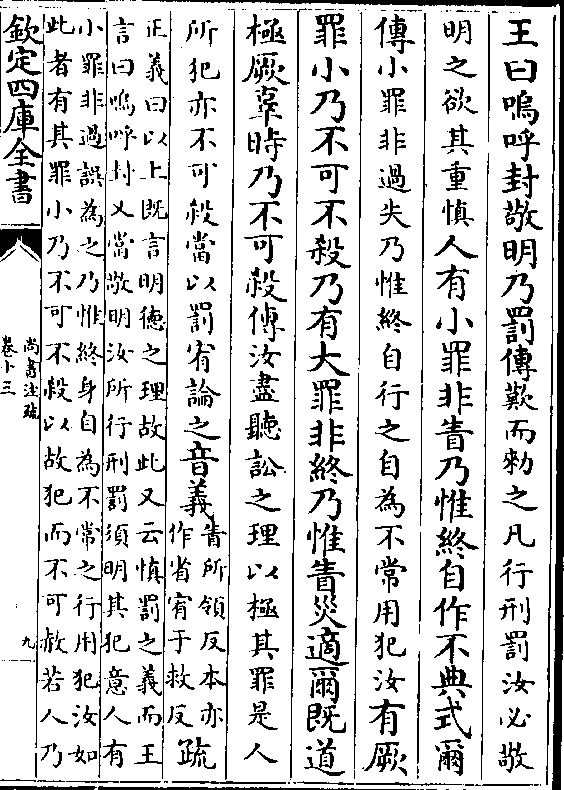 王曰嗚呼封敬明乃罰傳歎而勑之凡行刑罰汝必敬
明之欲其重慎人有小罪非眚乃惟終自作不典式爾
傳小罪非過失乃惟終自行之自為不常用犯汝有厥
罪小乃不可不殺乃有大罪非終乃惟眚災適爾既道
極厥辜時乃不可殺傳汝盡聽訟之理以極其罪是人
所犯亦不可殺當以罰宥論之音義眚所領反本亦
作省宥于救反疏
正義曰以上既言明德之理故此又云慎罰之義而王
言曰嗚呼封又當敬明汝所行刑罰須明其犯意人有
小罪非過誤為之乃惟終身自為不常之行用犯汝如
此者有其罪小乃不可不殺以故犯而不可赦若人乃
欽定四庫全書
尚書注疏
卷十三
九